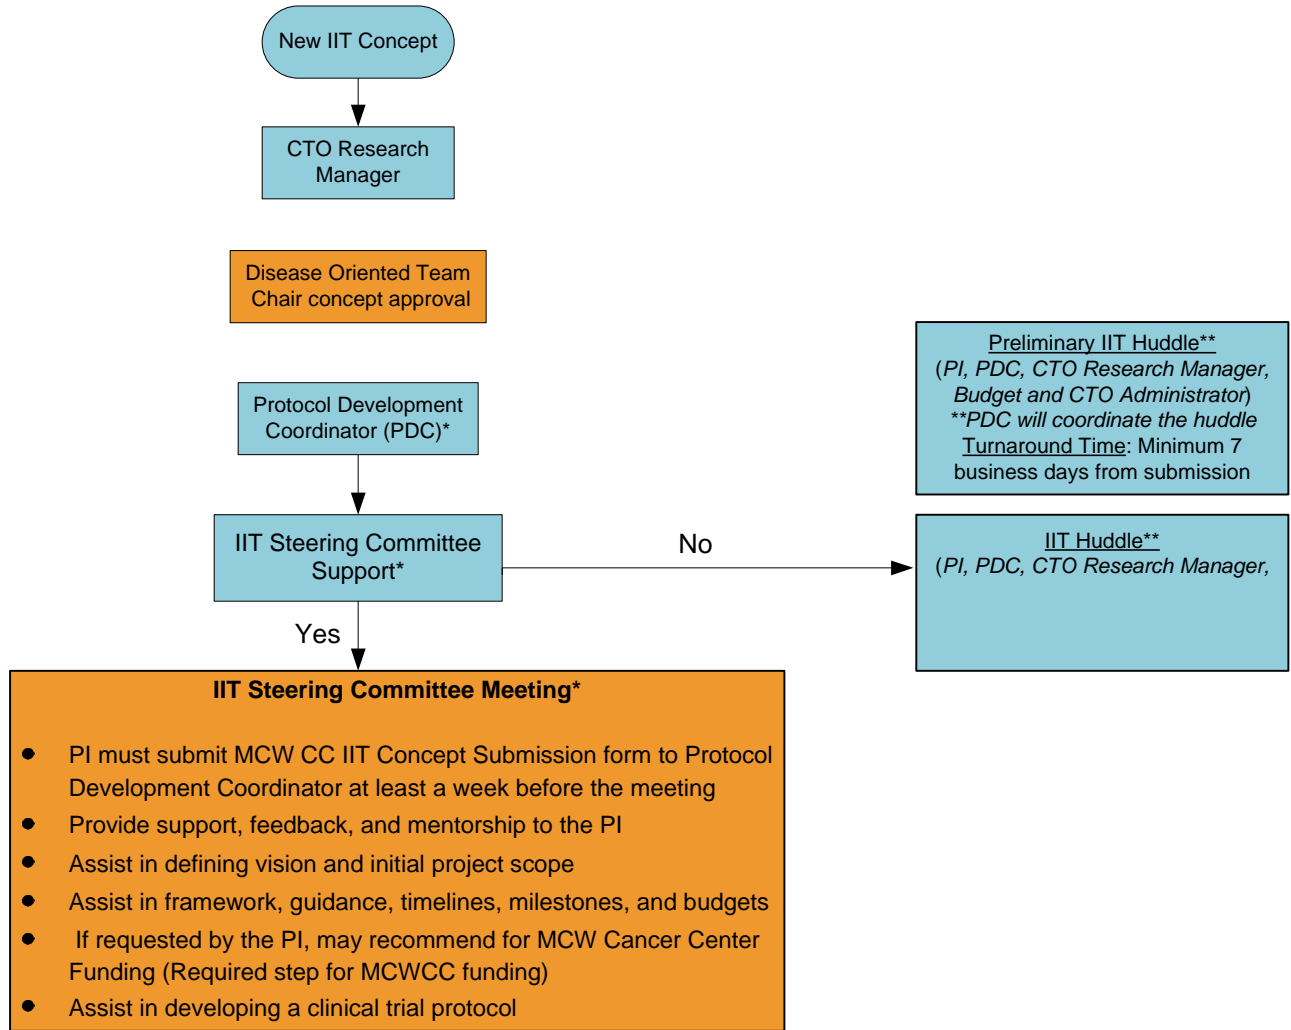 New IIT Concept
CTO Research
Manager
Disease Oriented Team
Chair concept approval
Protocol Development
Coordinator (PDC)*
Preliminary IIT Huddle**
(PI, PDC, CTO Research Manager,
Budget and CTO Administrator)
**PDC will coordinate the huddle
Turnaround Time: Minimum 7
business days from submission
IIT Steering Committee
Support*
No
IIT Huddle**
(PI, PDC, CTO Research Manager,
Yes
IIT Steering Committee Meeting*
● PI must submit MCW CC IIT Concept Submission form to Protocol
Development Coordinator at least a week before the meeting
● Provide support, feedback, and mentorship to the PI
● Assist in defining vision and initial project scope
● Assist in framework, guidance, timelines, milestones, and budgets
● If requested by the PI, may recommend for MCW Cancer Center
Funding (Required step for MCWCC funding)
● Assist in developing a clinical trial protocol